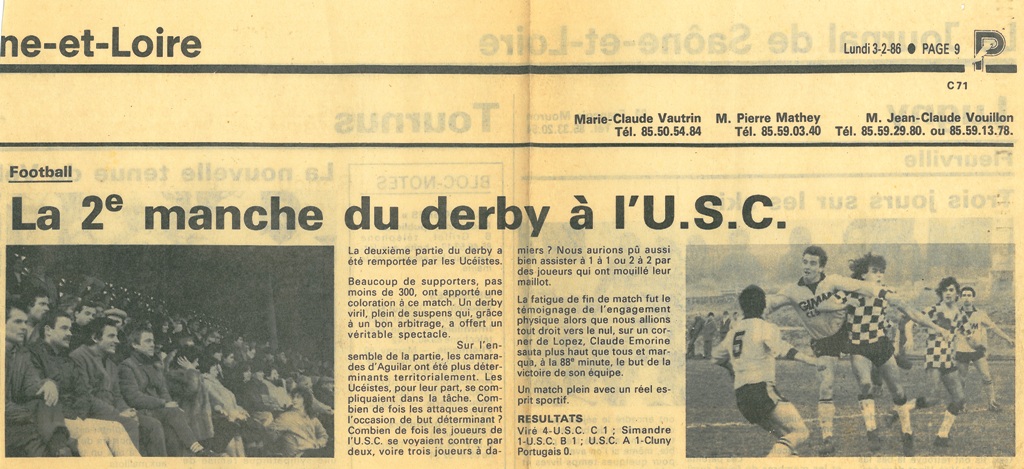 ne-et-Loire
Lundi 3-2-86 ● PAGE 9
C 71
Marie-Claude Vautrin
Tél. 85.50.54.84
M. Pierre Mathey
Tél. 85.59.03.40
M. Jean-Claude Vouillon
Tél. 85.59.29.80. ou 85.59.13.78.
Football
La 2e manche du derby à l'U.S.C.
La deuxième partie du derby a
été remportée par les Ucéistes.
Beaucoup de supporters, pas
moins de 300, ont apporté une
coloration à ce match. Un derby
viril, plein de suspens qui, grâce
à un bon arbitrage, a offert un
véritable spectacle.
Sur l'en-
semble de la partie, les camara-
des d'Aguilar ont été plus déter-
minants territorialement. Les
Ucéistes, pour leur part, se com-
pliquaient dans la tâche. Com-
bien de fois les attaques eurent
l'occasion de but déterminant ?
Combien de fois les joueurs de
l'U.S.C. se voyaient contrer par
deux, voire trois joueurs à da-
miers ? Nous aurions pû aussi
bien assister à 1 à 1 ou 2 à 2 par
des joueurs qui ont mouillé leur
maillot.
La fatigue de fin de match fut le
témoignage de l'engagement
physique alors que nous allions
tout droit vers le nul, sur un cor-
ner de Lopez, Claude Emorine
sauta plus haut que tous et mar-
qua, à la 88e minute, le but de la
victoire de son équipe.
Un match plein avec un réel es-
prit sportif.
RESULTATS
Viré 4-U.S. C 1 ; Simandre
1-U.S.C. B 1 ; U.S.C. A 1-Cluny
Portugais 0.
5
GIMM